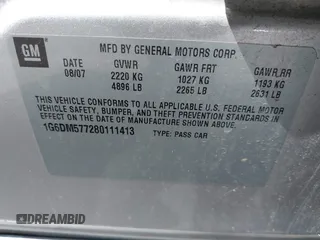 GM
MFD BY GENERAL MOTORS CORP.
DATE GVWR GAWR FRT GAWR RR
08/07 2220 KG 1027 KG 1193 KG
4896 LB 2265 LB 2631 LB
THIS VEHICLE CONFORMS TO ALL APPLICABLE U.S. FEDERAL MOTOR
VEHICLE SAFETY, BUMPER, AND THEFT PREVENTION STANDARDS
IN EFFECT ON THE DATE OF MANUFACTURE SHOWN ABOVE.
1G6DM577280111413 TYPE: PASS CAR
DREAMBID